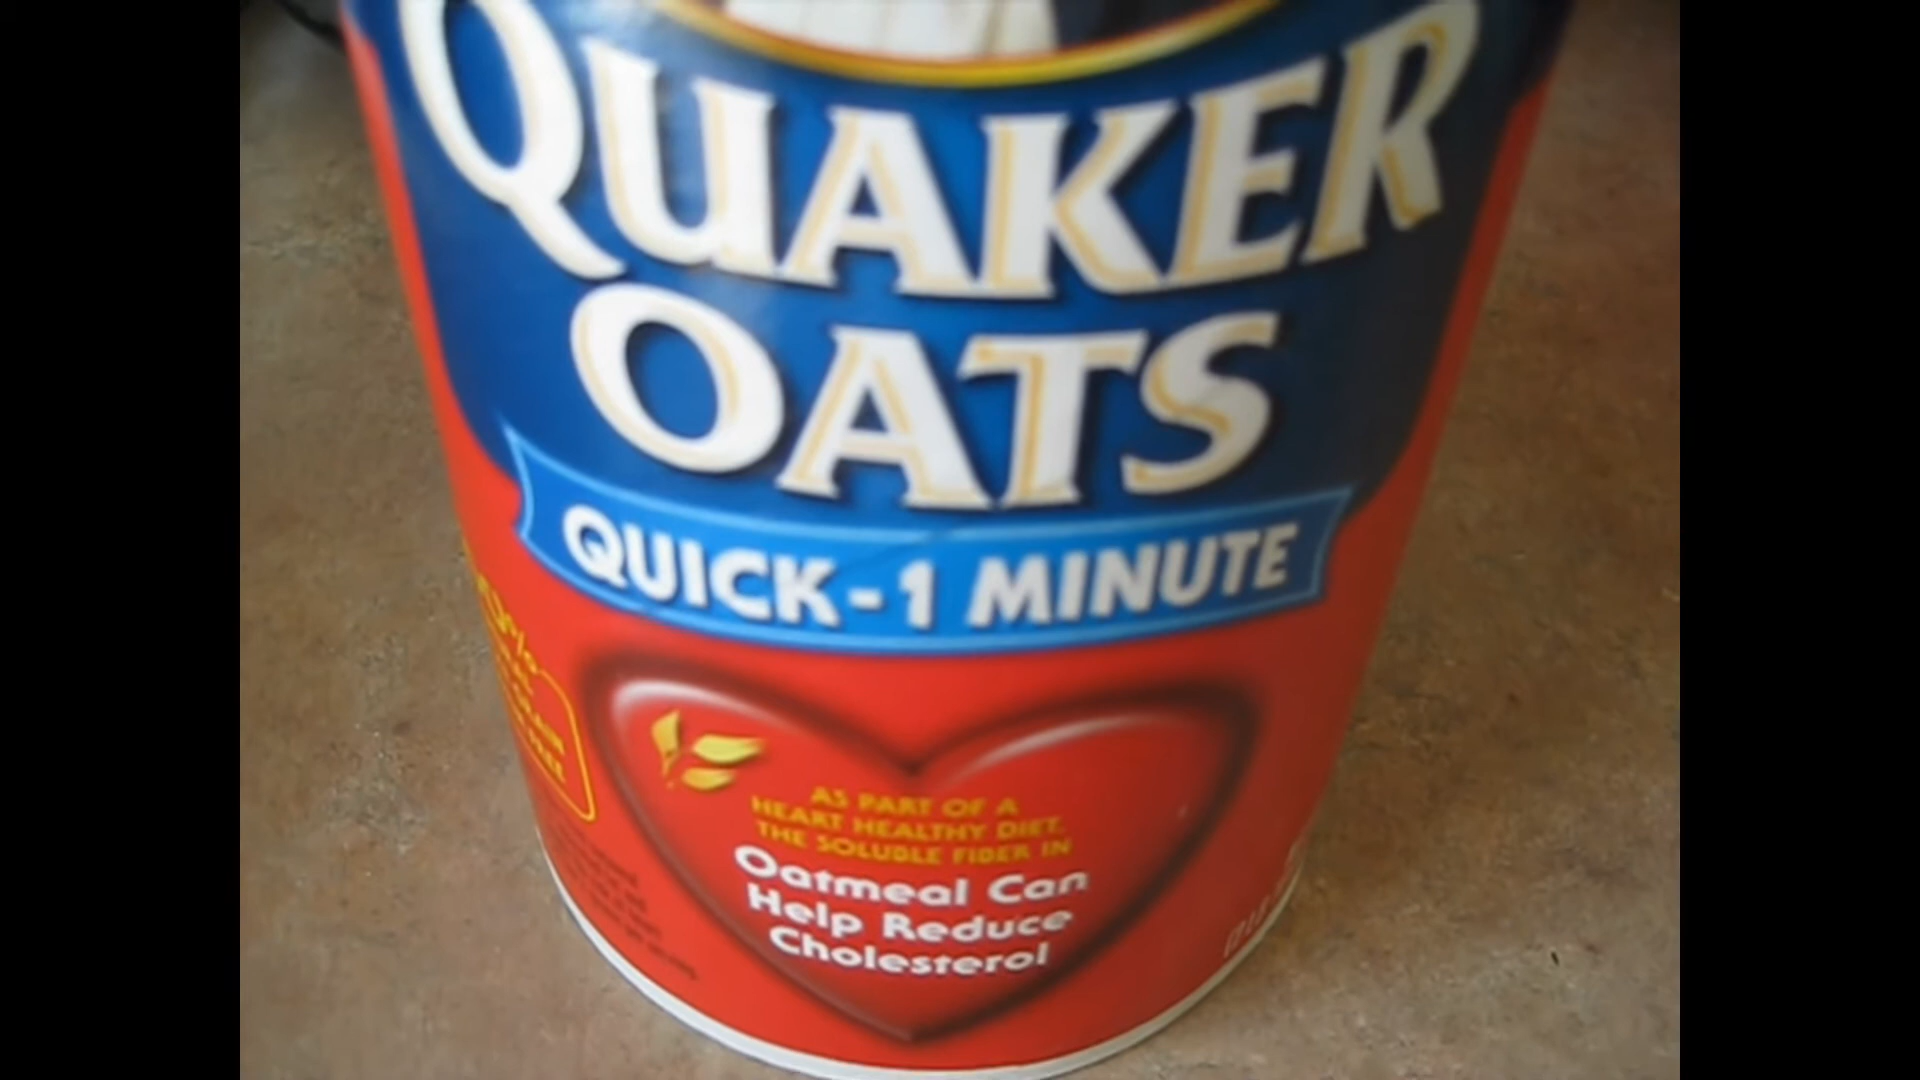 QUAKER
OATS
QUICK-1 MINUTE
AS PART OF A
HEART HEALTHY DIET,
THE SOLUBLE FIBER IN
Oatmeal Can
Help Reduce
Cholesterol